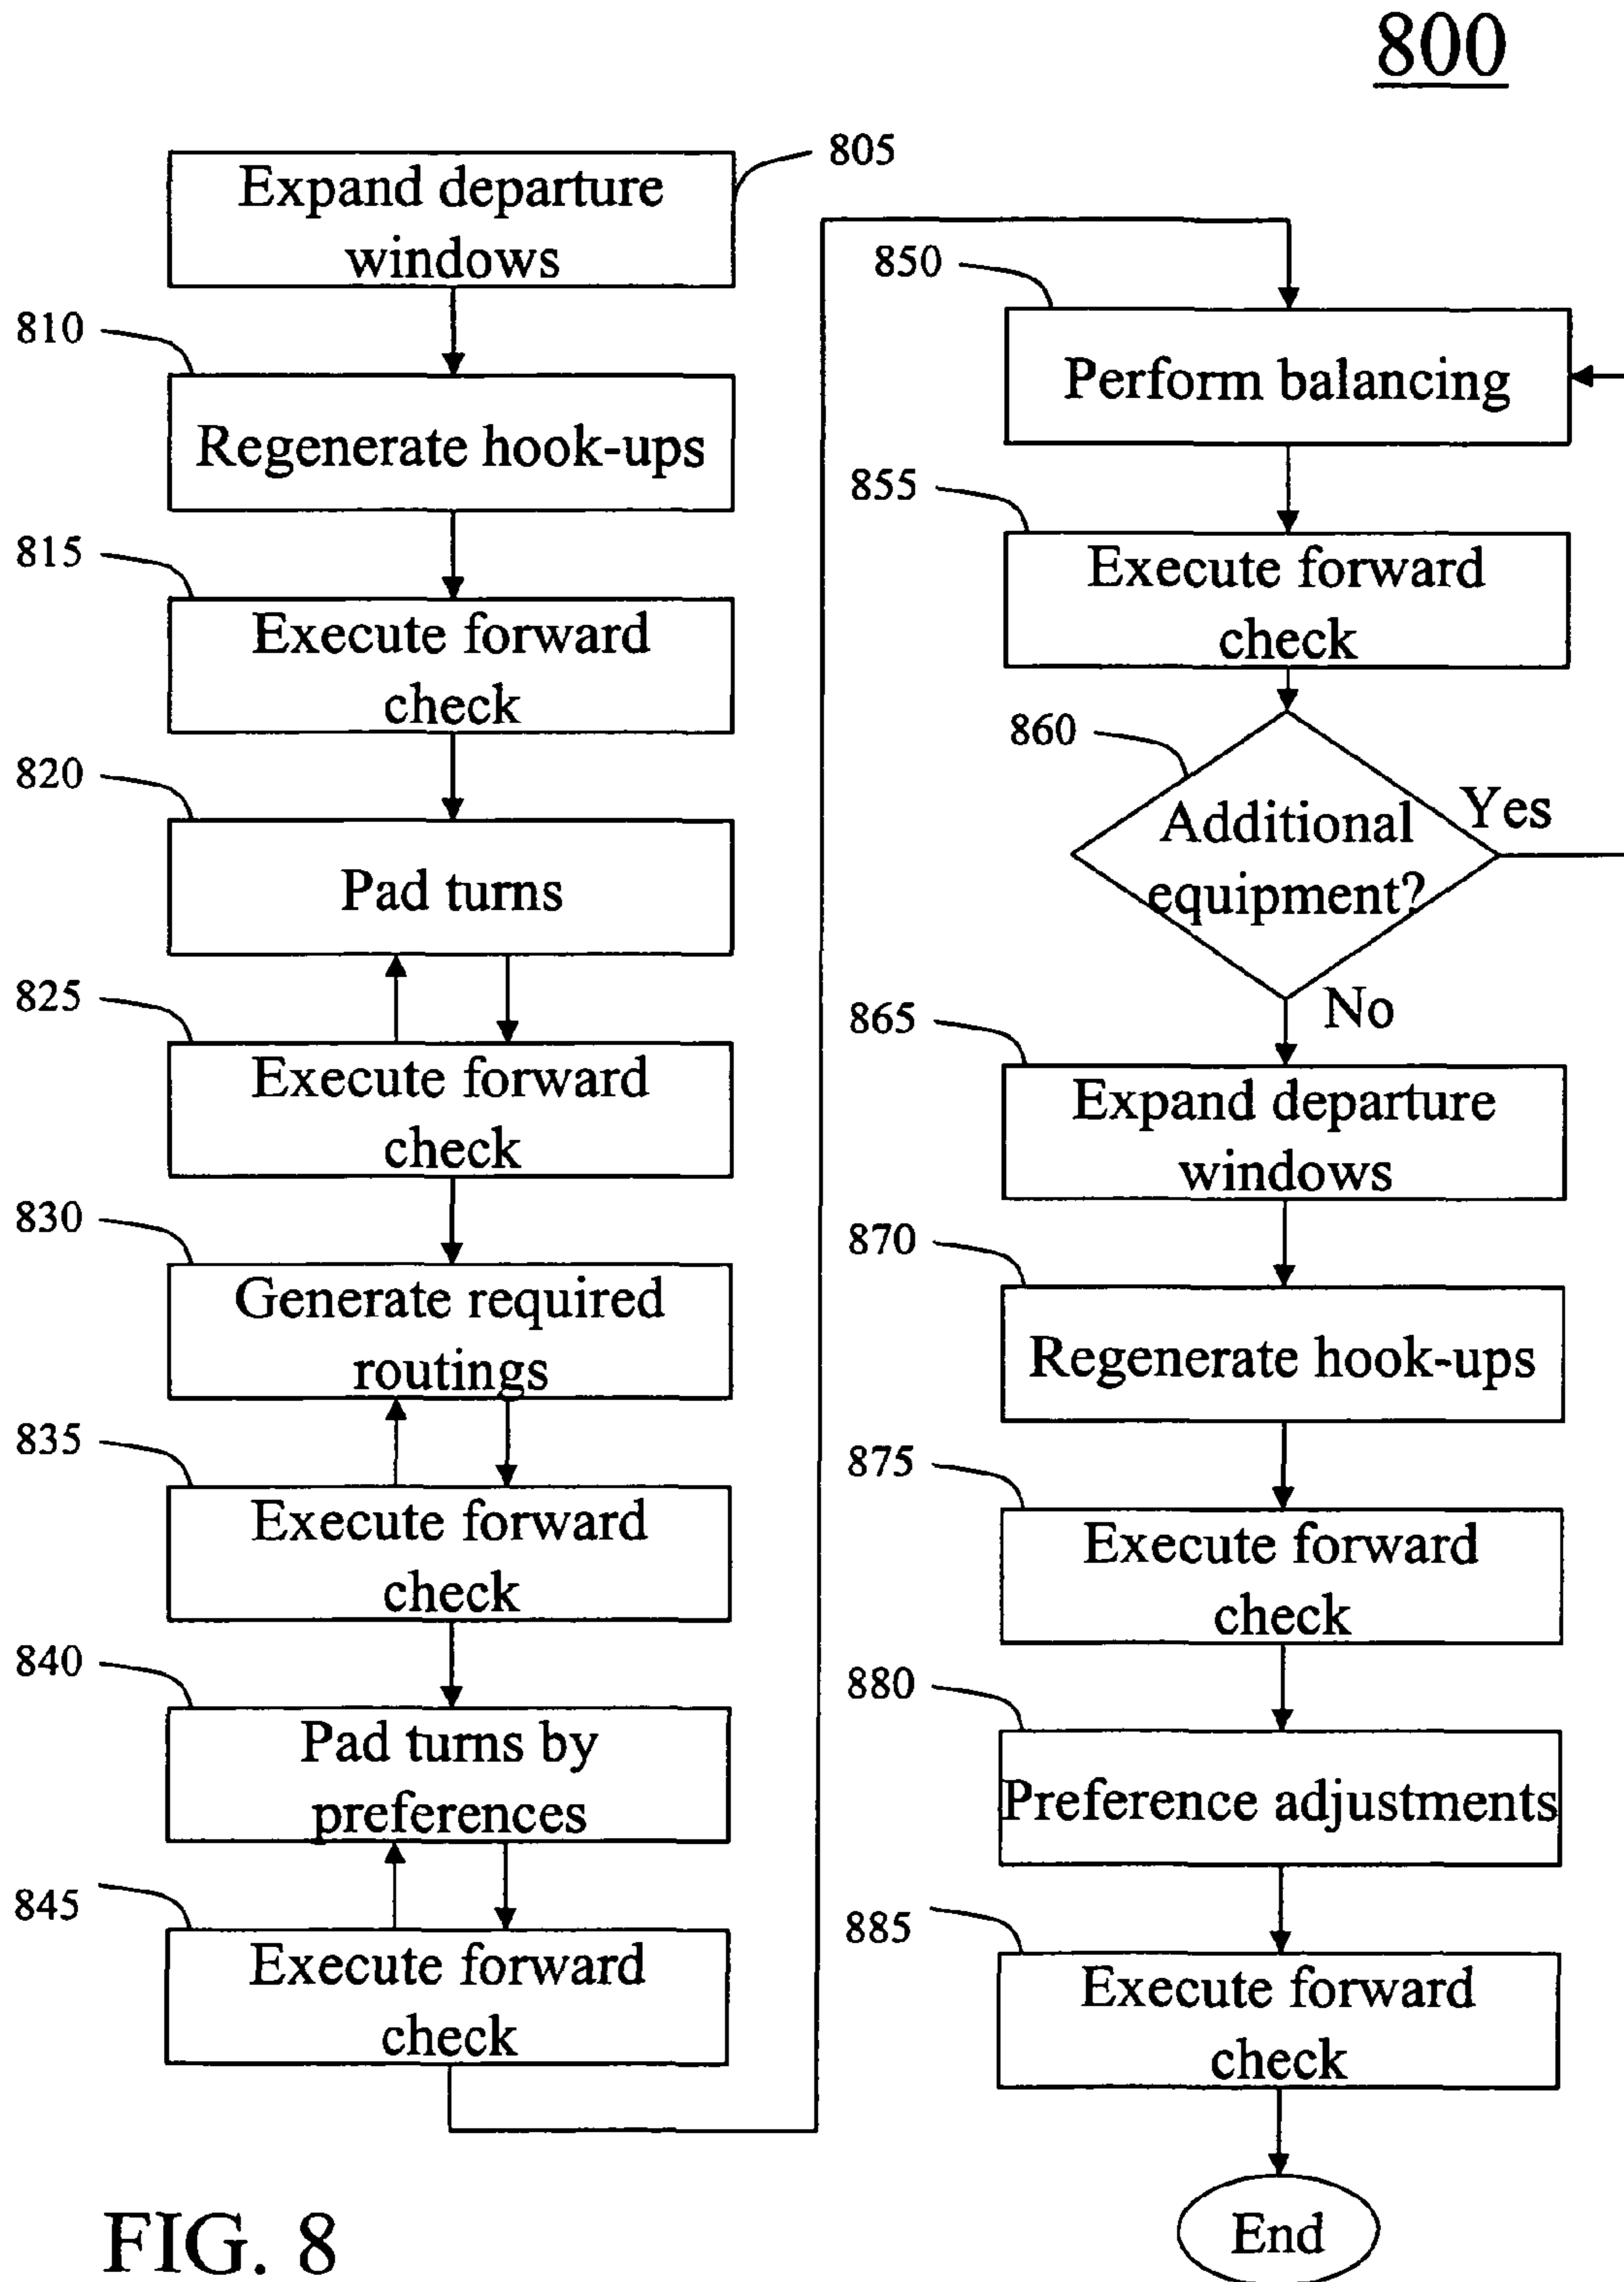 800
805
Expand departure
windows
810
Regenerate hook-ups
815
Execute forward
check
820
Pad turns
825
Execute forward
check
830
Generate required
routings
835
Execute forward
check
840
Pad turns by
preferences
845
Execute forward
check
850
Perform balancing
855
Execute forward
check
860
Additional
equipment?
Yes
No
865
Expand departure
windows
870
Regenerate hook-ups
875
Execute forward
check
880
Preference adjustments
885
Execute forward
check
End
FIG. 8